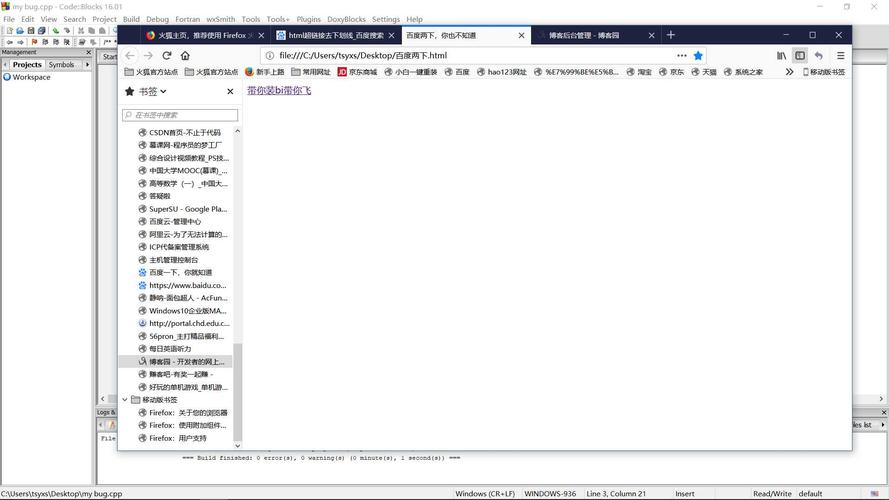 my bug.cpp - Code::Blocks 16.01
File Edit View Search Project Build Debug Fortran wxSmith Tools Tools+ Plugins DoxyBlocks Settings Help
Management
Projects Symbols
Workspace
Start
火狐主页，推荐使用 Firefox
html超链接去下划线_百度搜索
百度两下，你也不知道
博客后台管理 - 博客园
file:///C:/Users/tsyxs/Desktop/百度两下.html
火狐官方站点 火狐官方站点 新手上路 常用网址 JD 京东商城 小白一键重装 百度 hao123网址 %E7%99%BE%E5%B... 淘宝 京东 天猫 系统之家 移动版书签
书签
在书签中搜索
带你装bi带你飞
CSDN首页-不止于代码
慕课网-程序员的梦工厂
综合设计视频教程_PS技...
中国大学MOOC(慕课)_...
高等数学（一）_中国大...
答疑啦
SuperSU - Google Pla...
百度云-管理中心
阿里云-为了无法计算的...
ICP代备案管理系统
主机管理控制台
百度一下，你就知道
https://www.baidu.co...
静呐-面包超人 - AcFun...
Windows10企业版MA...
http://portal.chd.edu.c...
56pron_主打精品福利...
每日英语听力
博客园 - 开发者的网上...
赚客吧-有奖一起赚 -
好玩的单机游戏_单机游...
移动版书签
Firefox：关于您的浏览器
Firefox：使用附加组件...
Firefox：用户支持
Logs &
File
les list
=== Build finished: 0 error(s), 0 warning(s) (0 minute(s), 1 second(s)) ===
C:\Users\tsyxs\Desktop\my bug.cpp Windows (CR+LF) WINDOWS-936 Line 3, Column 21 Insert Read/Write default